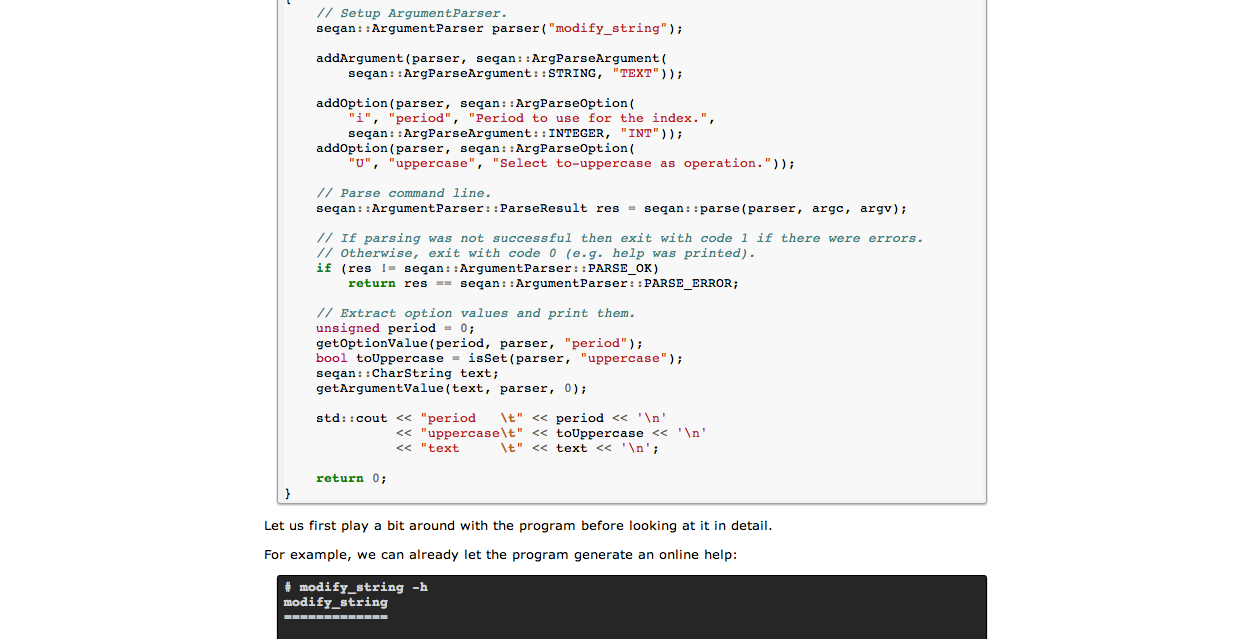 {
// Setup ArgumentParser.
seqan::ArgumentParser parser("modify_string");
addArgument(parser, seqan::ArgParseArgument(
seqan::ArgParseArgument::STRING, "TEXT"));
addOption(parser, seqan::ArgParseOption(
"i", "period", "Period to use for the index.",
seqan::ArgParseArgument::INTEGER, "INT"));
addOption(parser, seqan::ArgParseOption(
"U", "uppercase", "Select to-uppercase as operation."));
// Parse command line.
seqan::ArgumentParser::ParseResult res = seqan::parse(parser, argc, argv);
// If parsing was not successful then exit with code 1 if there were errors.
// Otherwise, exit with code 0 (e.g. help was printed).
if (res != seqan::ArgumentParser::PARSE_OK)
return res == seqan::ArgumentParser::PARSE_ERROR;
// Extract option values and print them.
unsigned period = 0;
getOptionValue(period, parser, "period");
bool toUppercase = isSet(parser, "uppercase");
seqan::CharString text;
getArgumentValue(text, parser, 0);
std::cout << "period   \t" << period << '\n'
<< "uppercase\t" << toUppercase << '\n'
<< "text     \t" << text << '\n';
return 0;
}
Let us first play a bit around with the program before looking at it in detail.
For example, we can already let the program generate an online help:
# modify_string -h
modify_string
=============